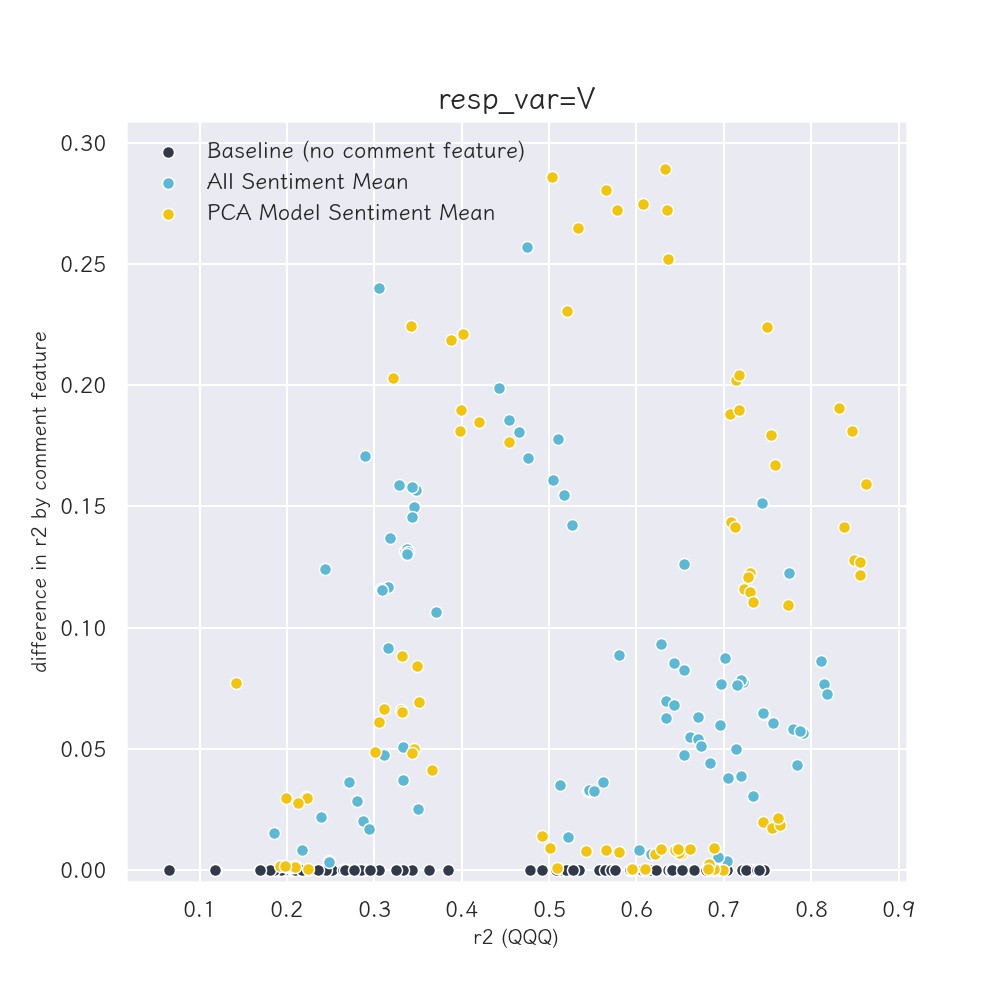 resp_var=V
Baseline (no comment feature)
All Sentiment Mean
PCA Model Sentiment Mean
difference in r2 by comment feature
0.30
0.25
0.20
0.15
0.10
0.05
0.00
0.1 0.2 0.3 0.4 0.5 0.6 0.7 0.8 0.9
r2 (QQQ)